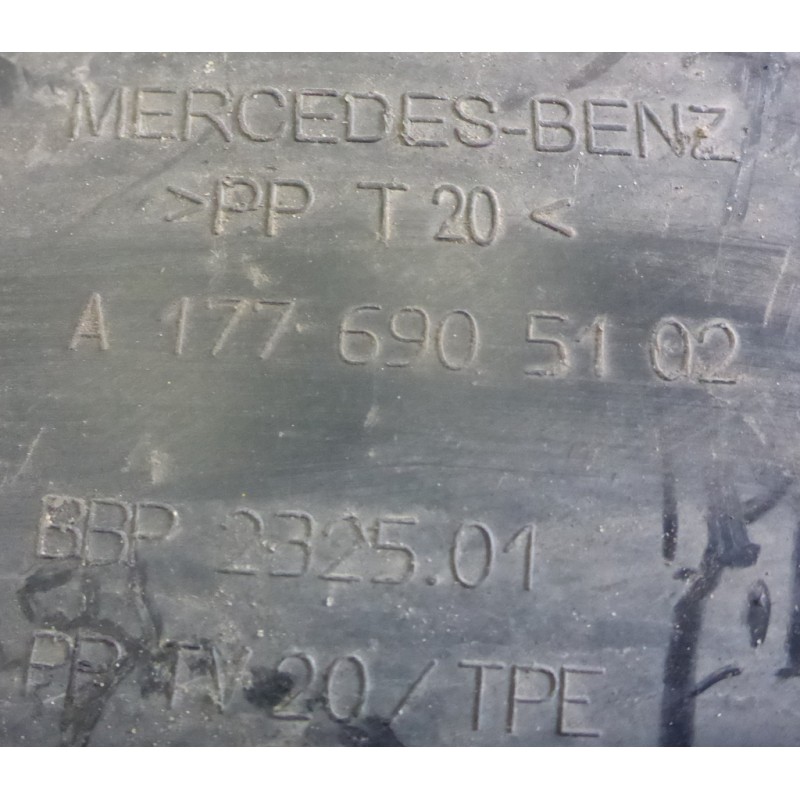 MERCEDES-BENZ
>PP T 20<
A 177 690 51 02
BBP 2325.01
PP TV 20 / TPE